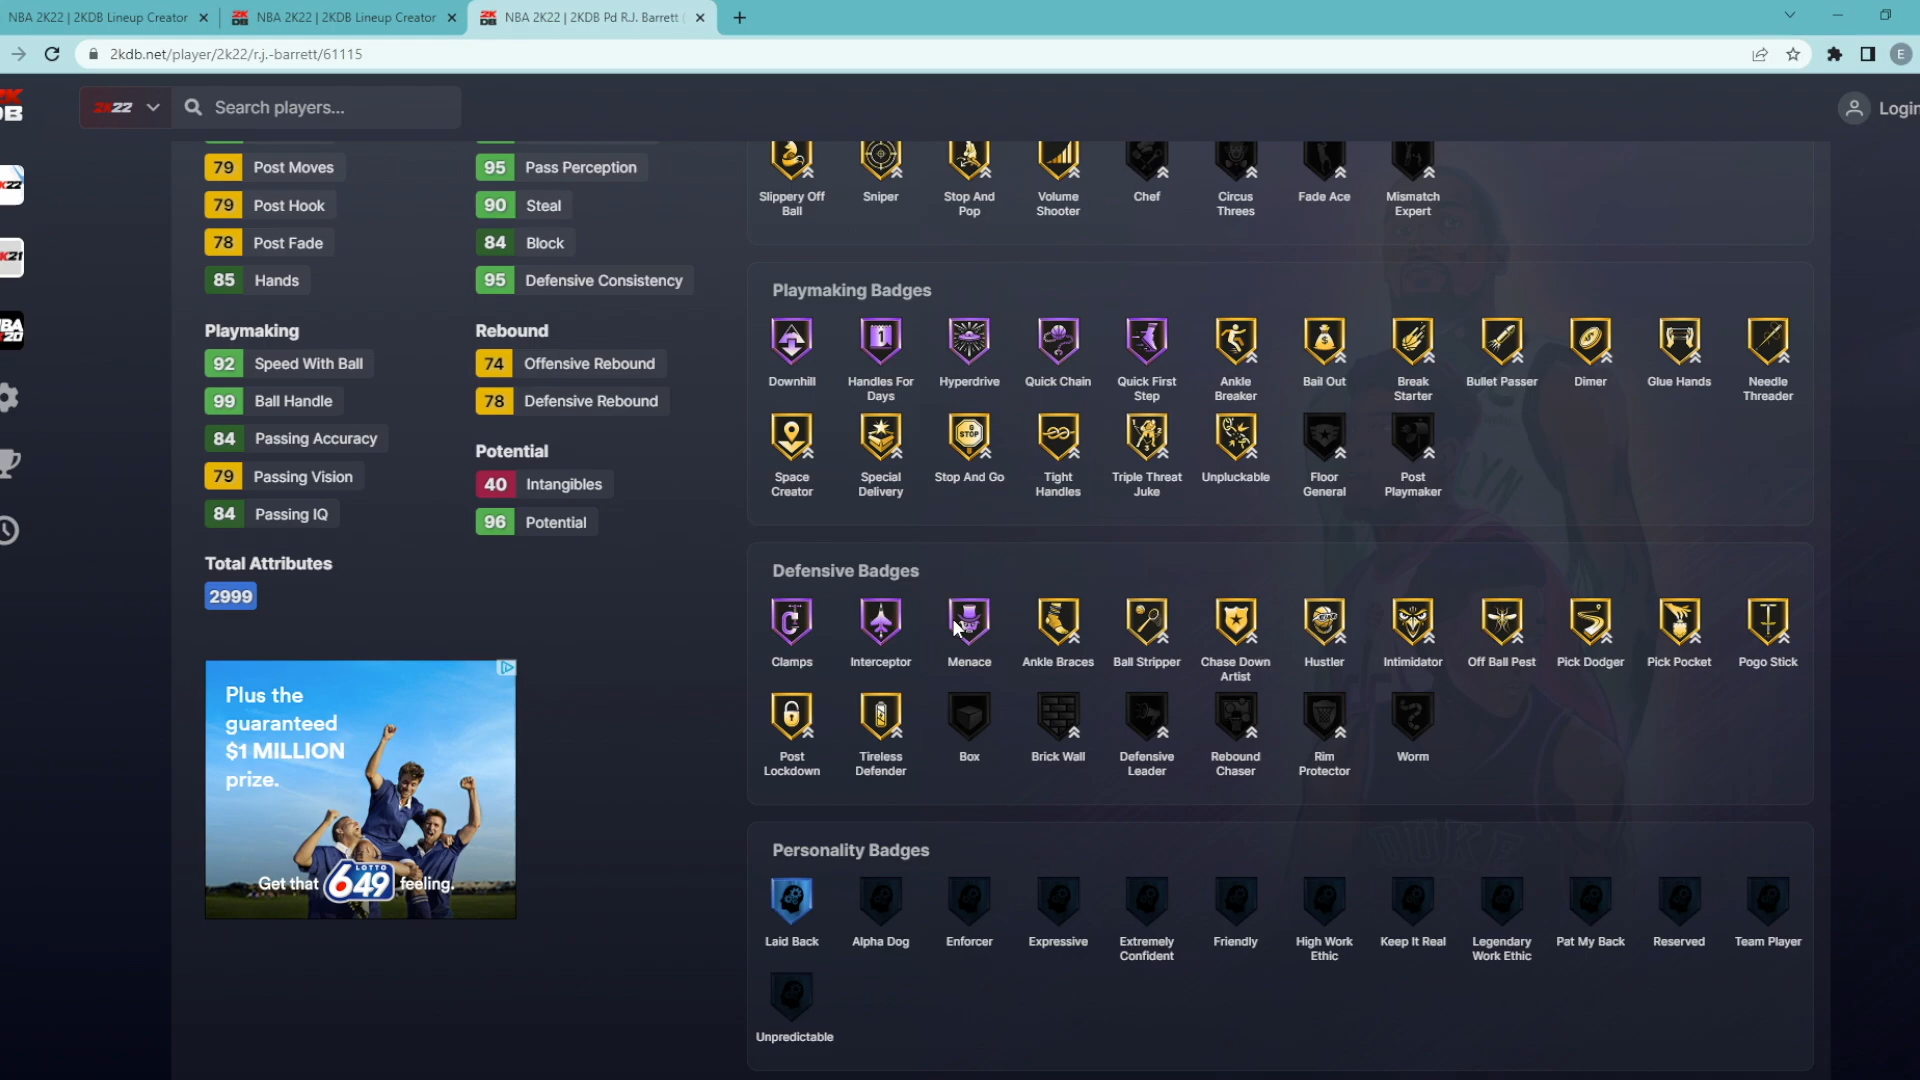 NBA 2K22 | 2KDB Lineup Creator
NBA 2K22 | 2KDB Lineup Creator
NBA 2K22 | 2KDB Pd R.J. Barrett (
2kdb.net/player/2k22/r.j.-barrett/61115
E
DB
2K22
Search players...
Login
79 Post Moves
79 Post Hook
78 Post Fade
85 Hands
95 Pass Perception
90 Steal
84 Block
95 Defensive Consistency
Playmaking
92 Speed With Ball
99 Ball Handle
84 Passing Accuracy
79 Passing Vision
84 Passing IQ
Rebound
74 Offensive Rebound
78 Defensive Rebound
Potential
40 Intangibles
96 Potential
Total Attributes
2999
Plus the
guaranteed
$1 MILLION
prize.
Get that LOTTO 649 feeling.
Slippery Off Ball
Sniper
Stop And Pop
Volume Shooter
Chef
Circus Threes
Fade Ace
Mismatch Expert
Playmaking Badges
Downhill
Handles For Days
Hyperdrive
Quick Chain
Quick First Step
Ankle Breaker
Bail Out
Break Starter
Bullet Passer
Dimer
Glue Hands
Needle Threader
Space Creator
Special Delivery
Stop And Go
Tight Handles
Triple Threat Juke
Unpluckable
Floor General
Post Playmaker
Defensive Badges
Clamps
Interceptor
Menace
Ankle Braces
Ball Stripper
Chase Down Artist
Hustler
Intimidator
Off Ball Pest
Pick Dodger
Pick Pocket
Pogo Stick
Post Lockdown
Tireless Defender
Box
Brick Wall
Defensive Leader
Rebound Chaser
Rim Protector
Worm
Personality Badges
Laid Back
Alpha Dog
Enforcer
Expressive
Extremely Confident
Friendly
High Work Ethic
Keep It Real
Legendary Work Ethic
Pat My Back
Reserved
Team Player
Unpredictable